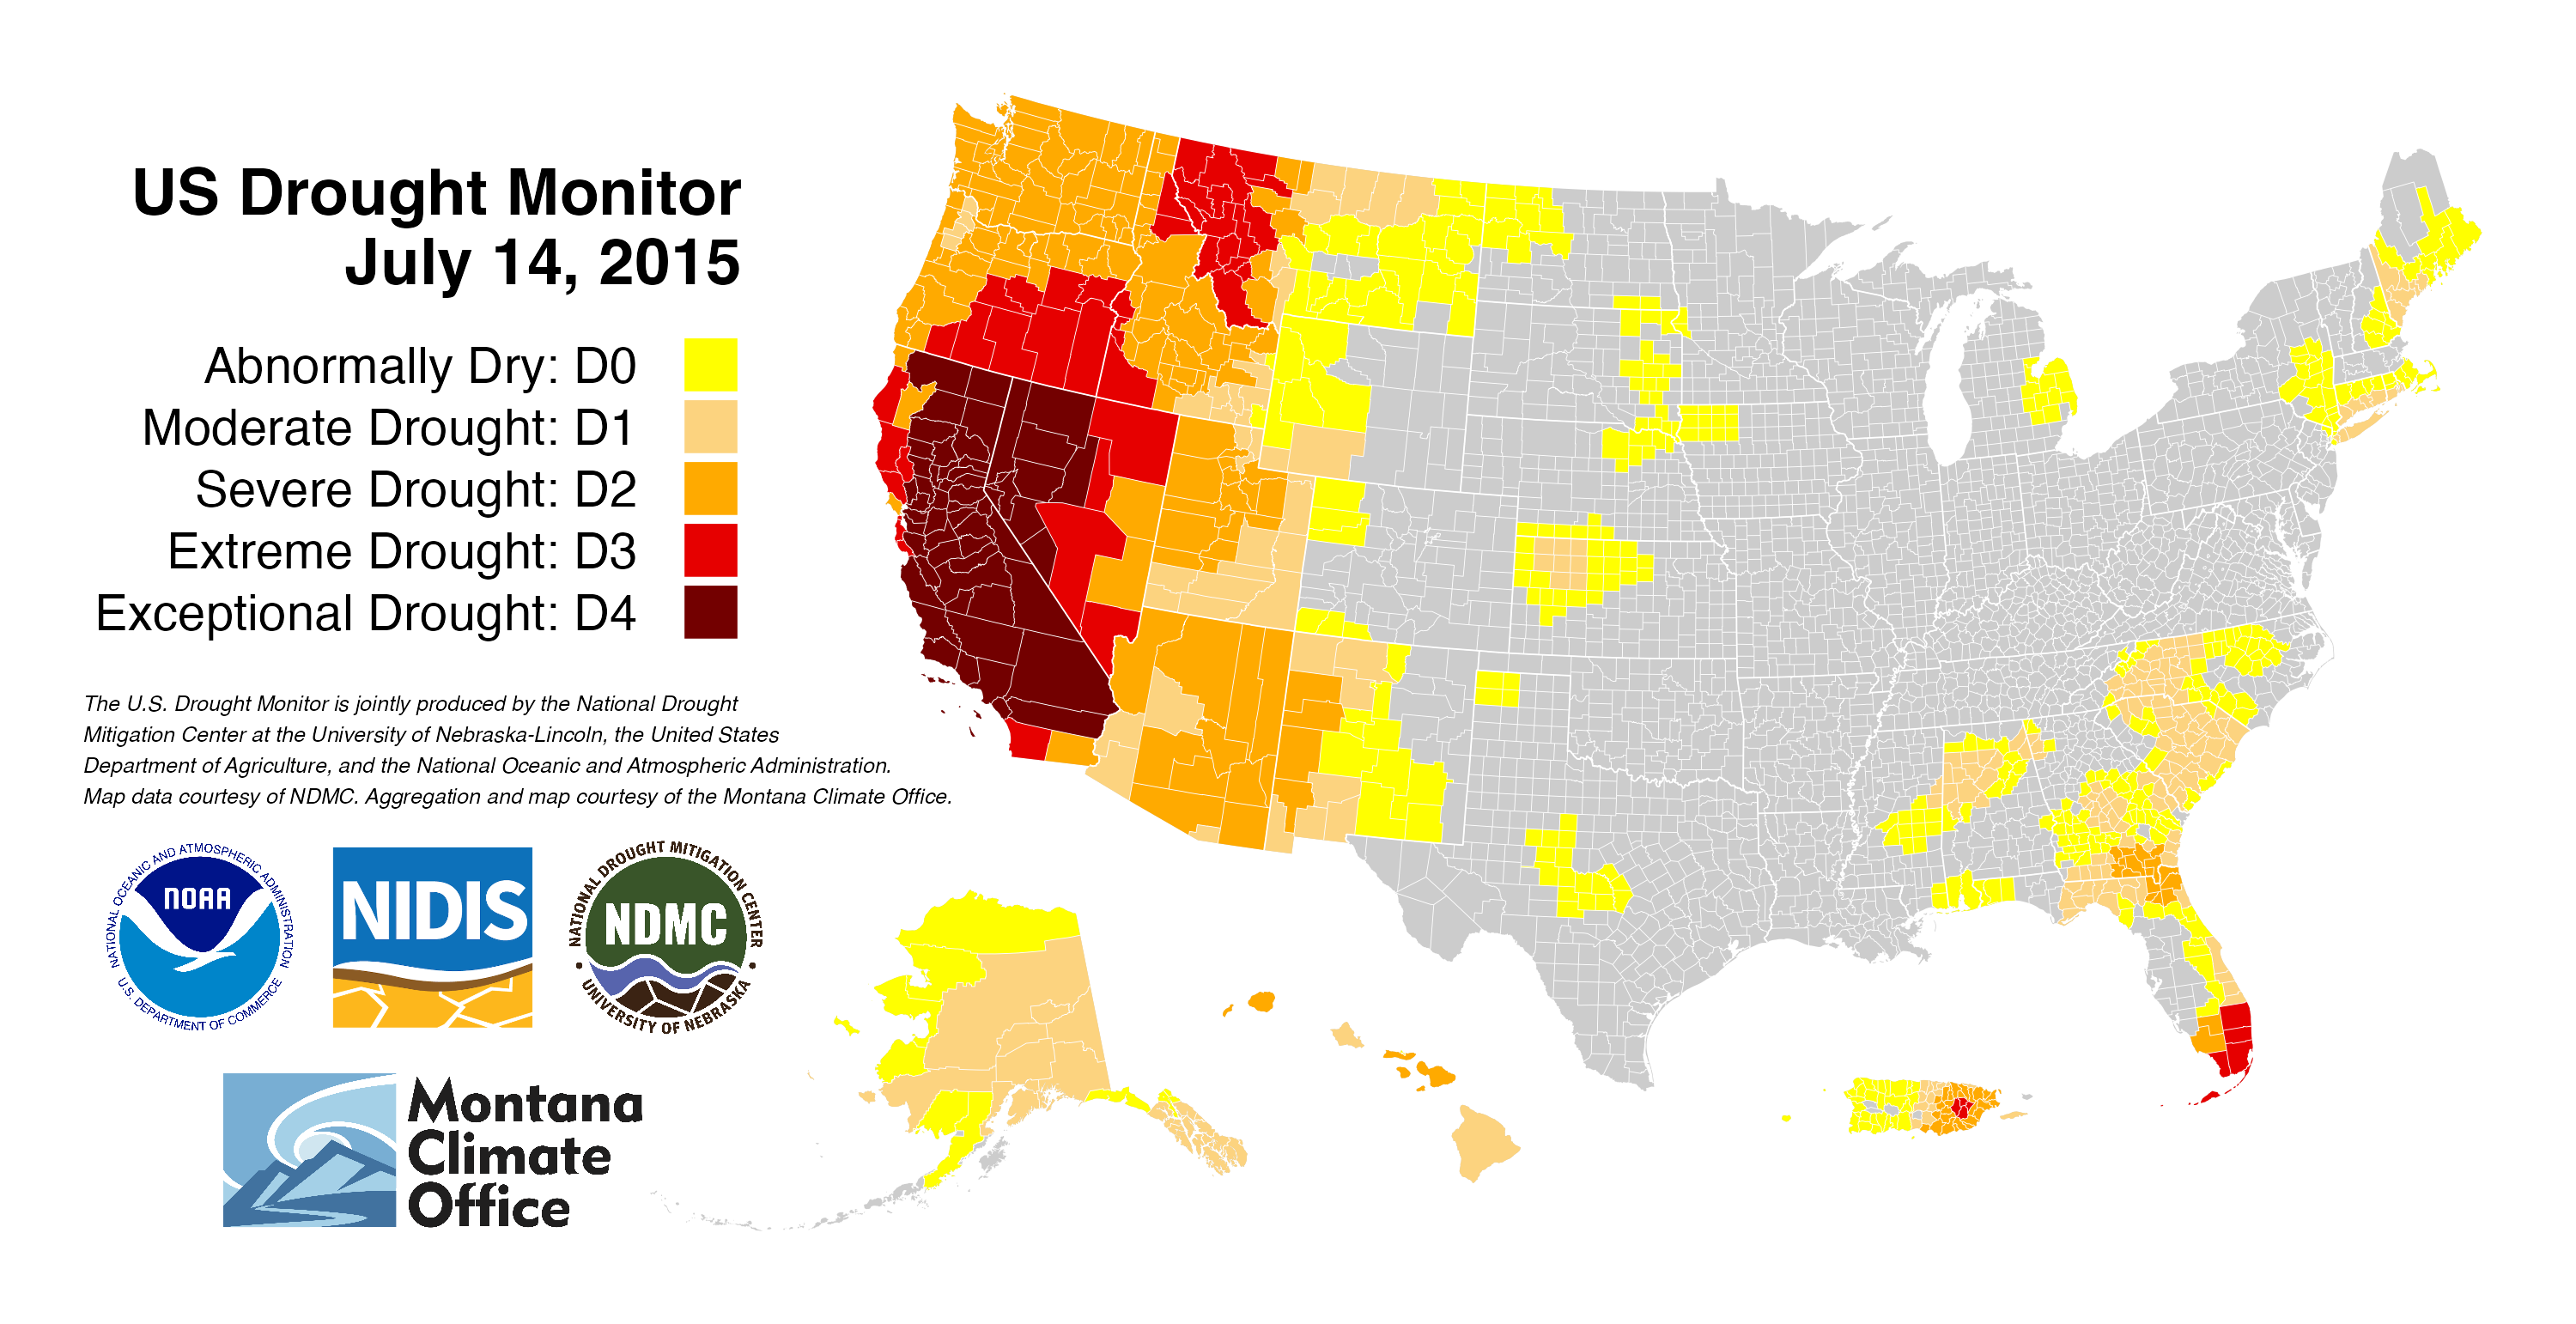 US Drought Monitor
July 14, 2015
Abnormally Dry: D0
Moderate Drought: D1
Severe Drought: D2
Extreme Drought: D3
Exceptional Drought: D4
The U.S. Drought Monitor is jointly produced by the National Drought
Mitigation Center at the University of Nebraska-Lincoln, the United States
Department of Agriculture, and the National Oceanic and Atmospheric Administration.
Map data courtesy of NDMC. Aggregation and map courtesy of the Montana Climate Office.
NATIONAL OCEANIC AND ATMOSPHERIC ADMINISTRATION
NOAA
U.S. DEPARTMENT OF COMMERCE
NIDIS
NATIONAL DROUGHT MITIGATION CENTER
NDMC
UNIVERSITY OF NEBRASKA
Montana
Climate
Office